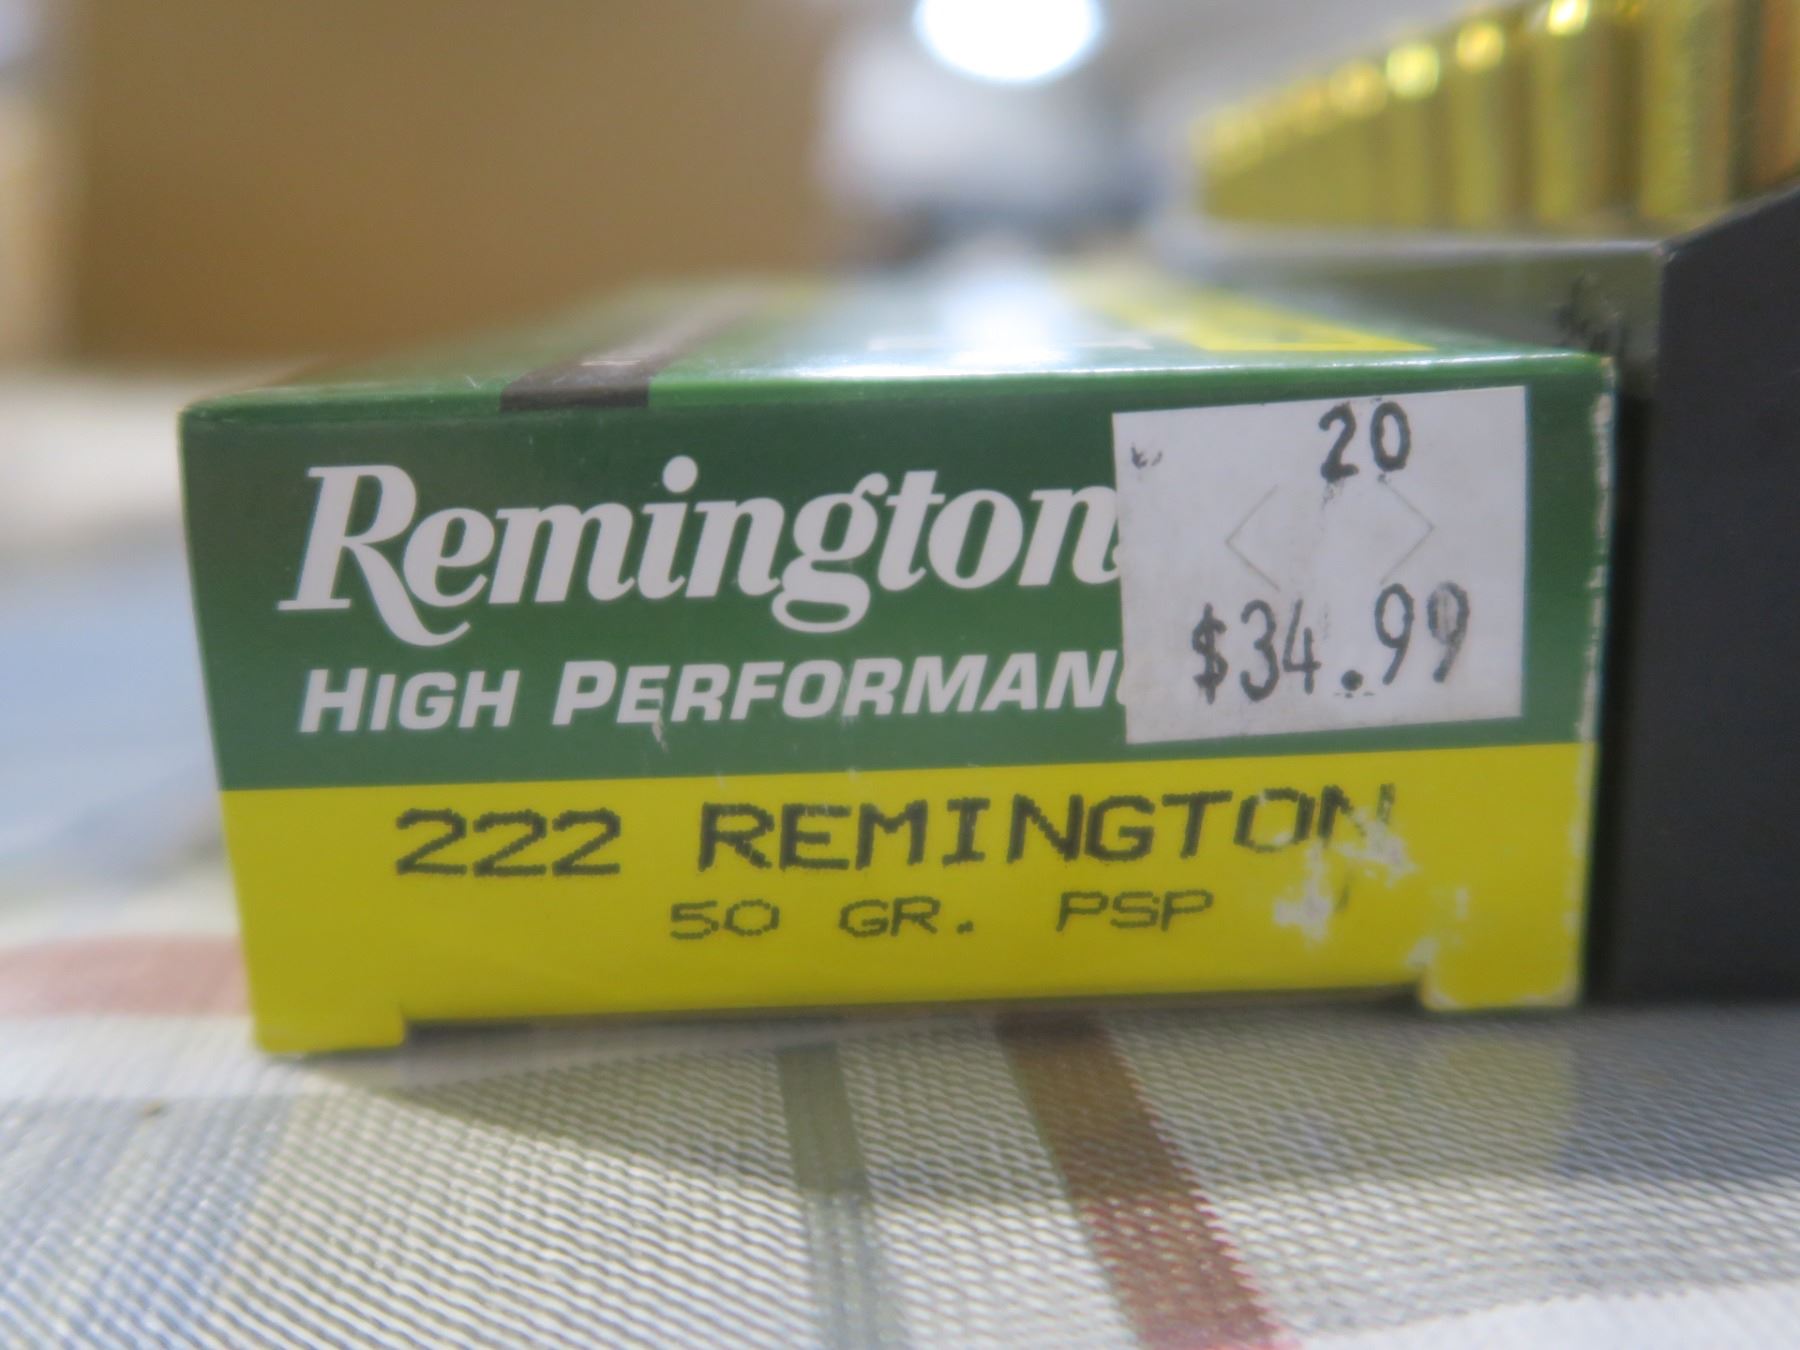 Remington
20
$34.99
HIGH PERFORMAN
222 REMINGTON
50 GR. PSP